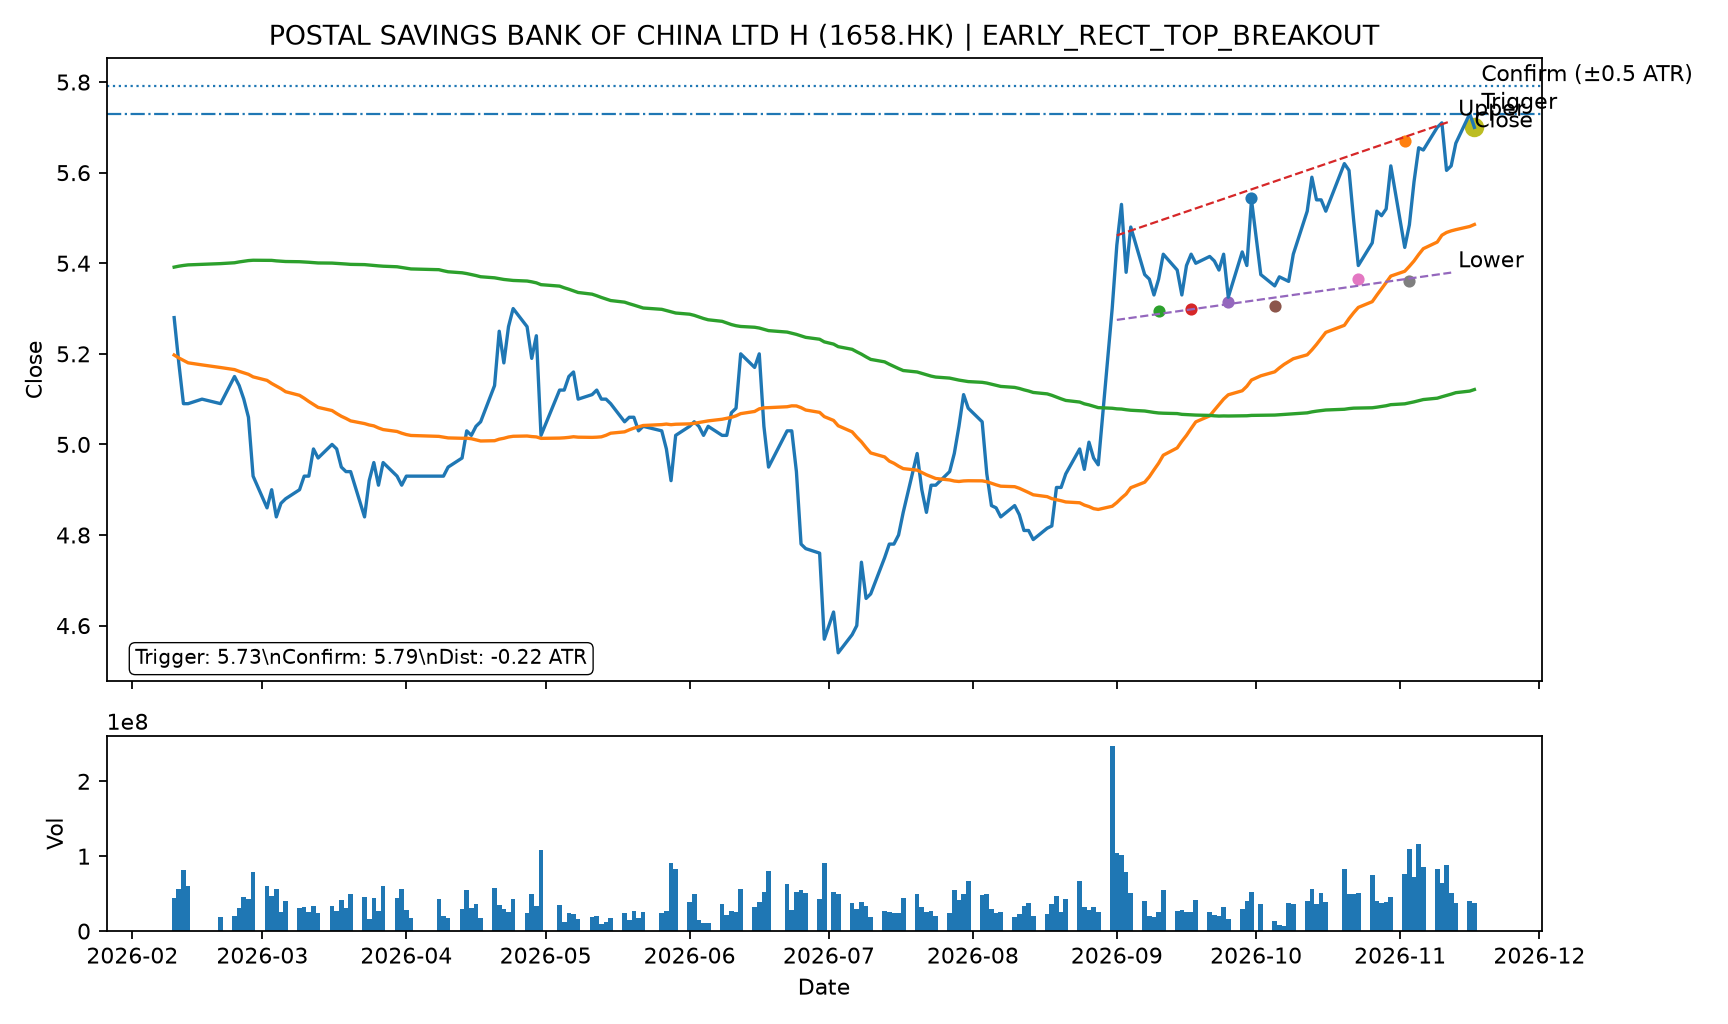 POSTAL SAVINGS BANK OF CHINA LTD H (1658.HK) | EARLY_RECT_TOP_BREAKOUT
Confirm (±0.5 ATR)
Trigger
Upper
Close
Lower
5.8
5.6
5.4
5.2
5.0
4.8
4.6
Close
Trigger: 5.73\nConfirm: 5.79\nDist: -0.22 ATR
1e8
2
1
0
Vol
2026-02 2026-03 2026-04 2026-05 2026-06 2026-07 2026-08 2026-09 2026-10 2026-11 2026-12
Date